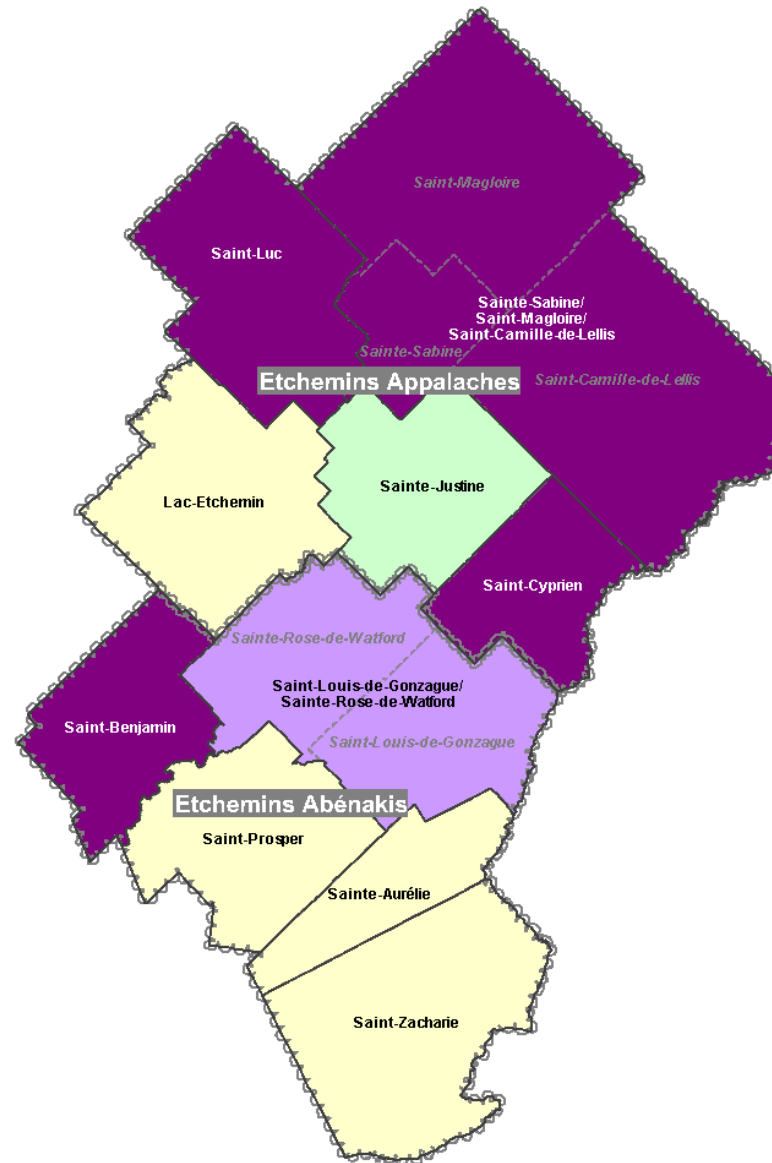 Saint-Magloire
Saint-Luc
Sainte-Sabine/
Saint-Magloire/
Saint-Camille-de-Lellis
Sainte-Sabine
Etchemins Appalaches
Saint-Camille-de-Lellis
Sainte-Justine
Lac-Etchemin
Saint-Cyprien
Sainte-Rose-de-Watford
Saint-Louis-de-Gonzague/
Sainte-Rose-de-Watford
Saint-Benjamin
Saint-Louis-de-Gonzague
Etchemins Abénakis
Saint-Prosper
Sainte-Aurélie
Saint-Zacharie